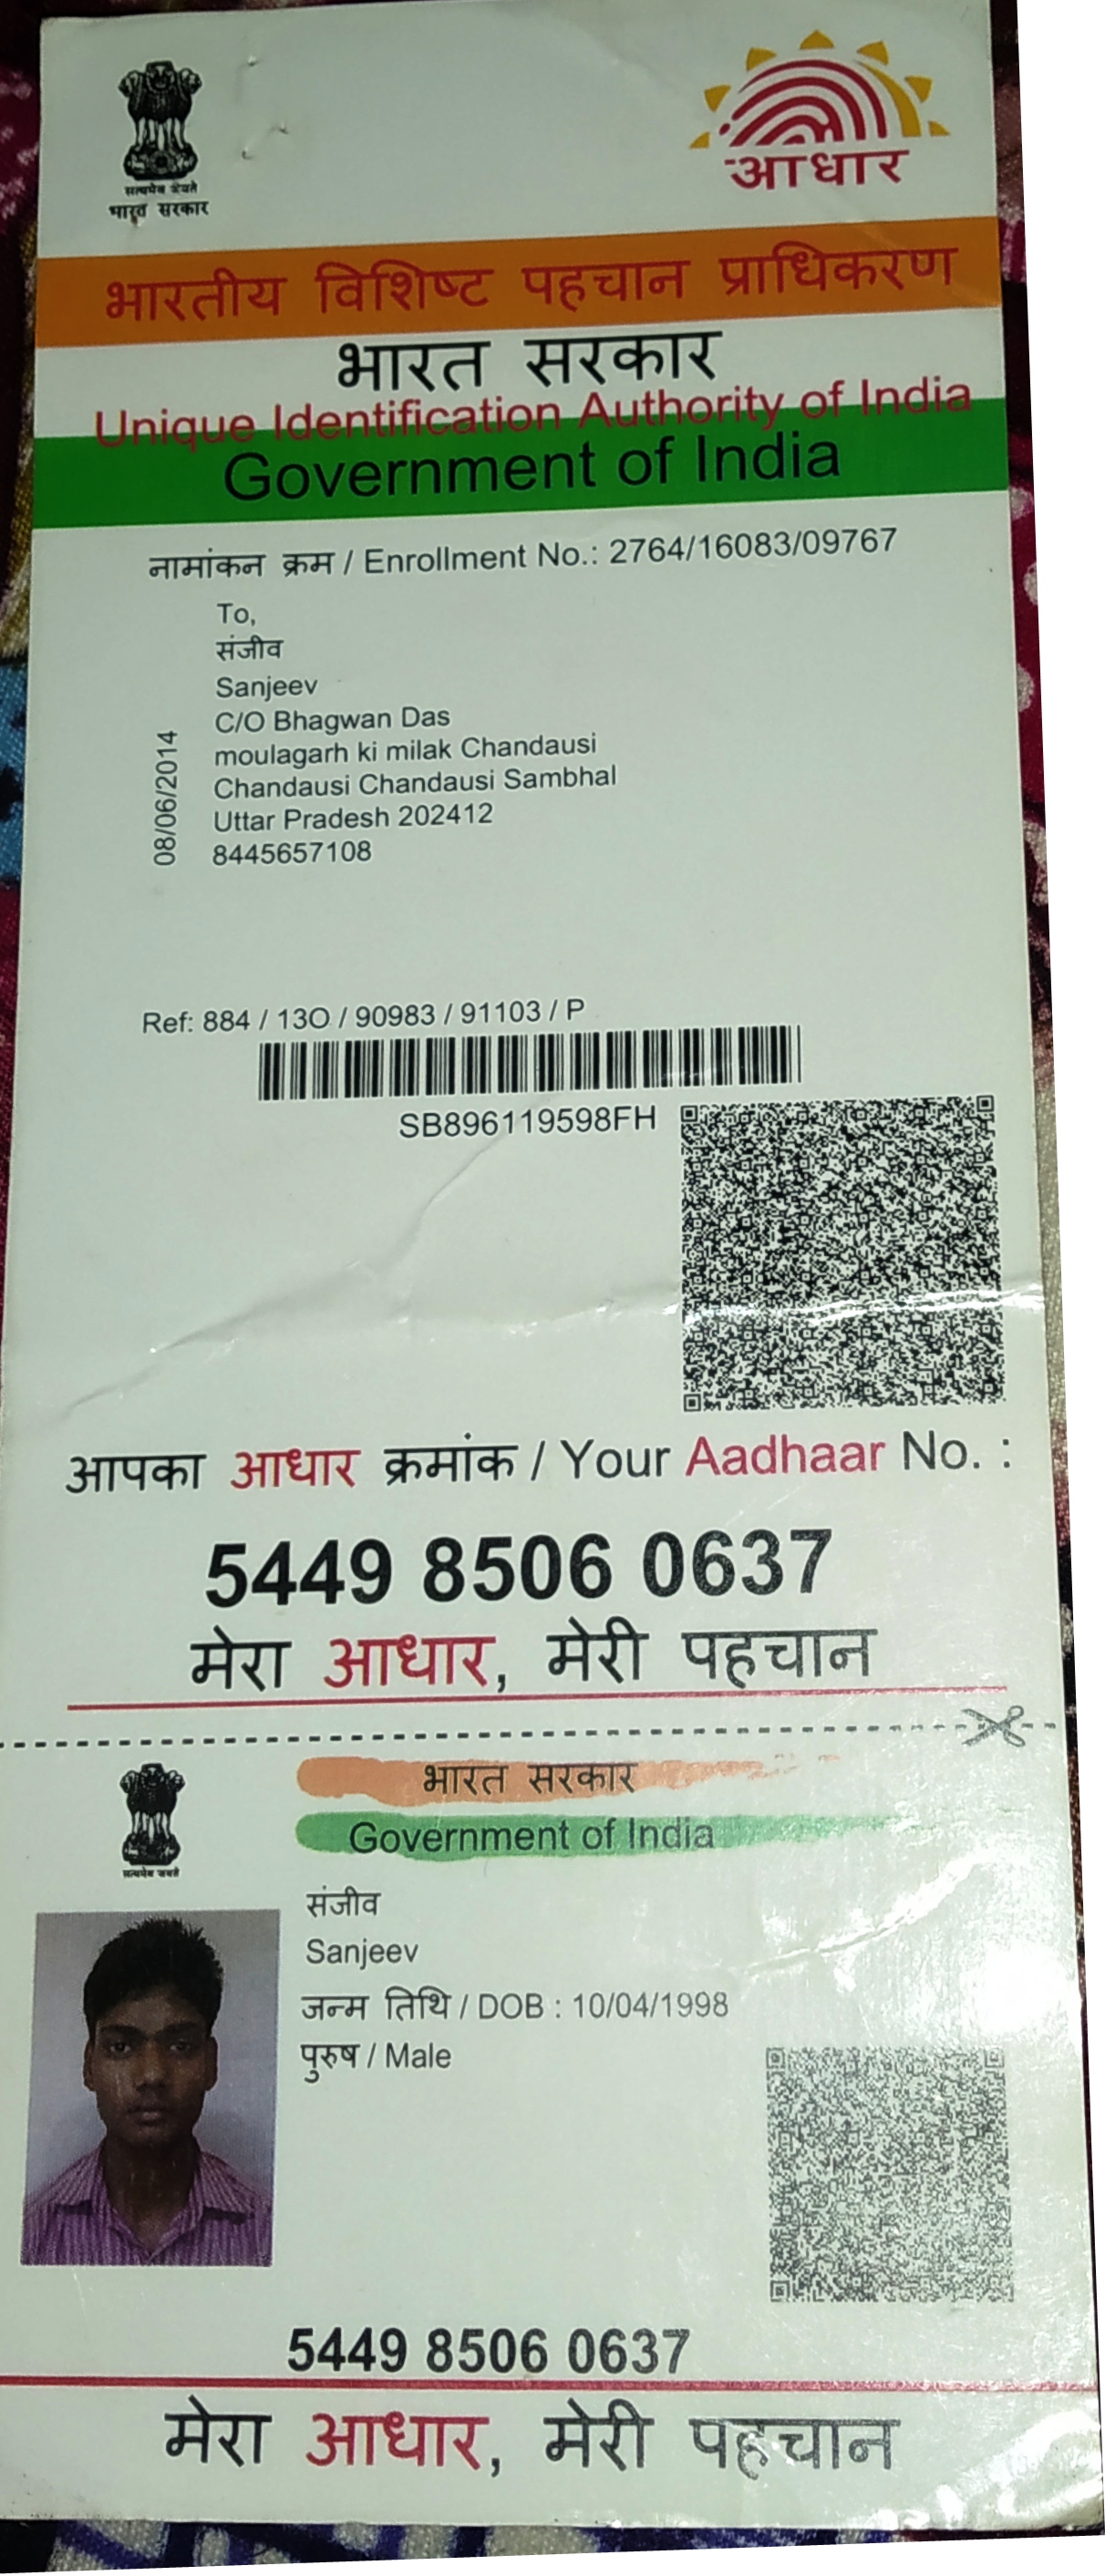 सत्यमेव जयते
भारत सरकार
आधार
भारतीय विशिष्ट पहचान प्राधिकरण
भारत सरकार
Unique Identification Authority of India
Government of India
नामांकन क्रम / Enrollment No.: 2764/16083/09767
To,
संजीव
Sanjeev
C/O Bhagwan Das
moulagarh ki milak Chandausi
Chandausi Chandausi Sambhal
Uttar Pradesh 202412
8445657108
08/06/2014
Ref: 884 / 13O / 90983 / 91103 / P
SB896119598FH
आपका आधार क्रमांक / Your Aadhaar No. :
5449 8506 0637
मेरा आधार, मेरी पहचान
सत्यमेव जयते
भारत सरकार
Government of India
संजीव
Sanjeev
जन्म तिथि / DOB : 10/04/1998
पुरुष / Male
5449 8506 0637
मेरा आधार, मेरी पहचान